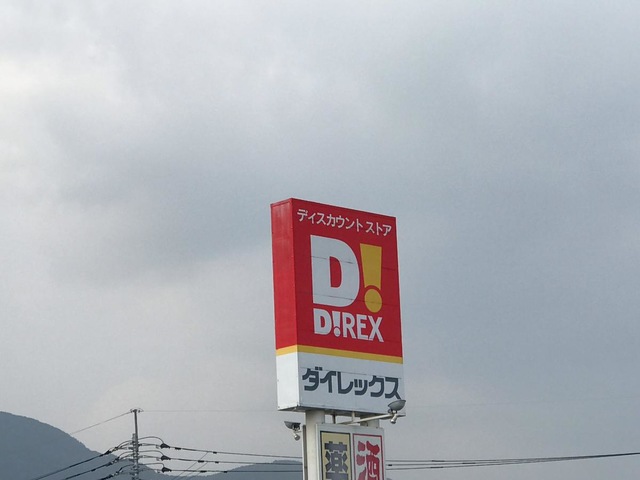 ディスカウント ストア
D!
D!REX
ダイレックス
薬 酒